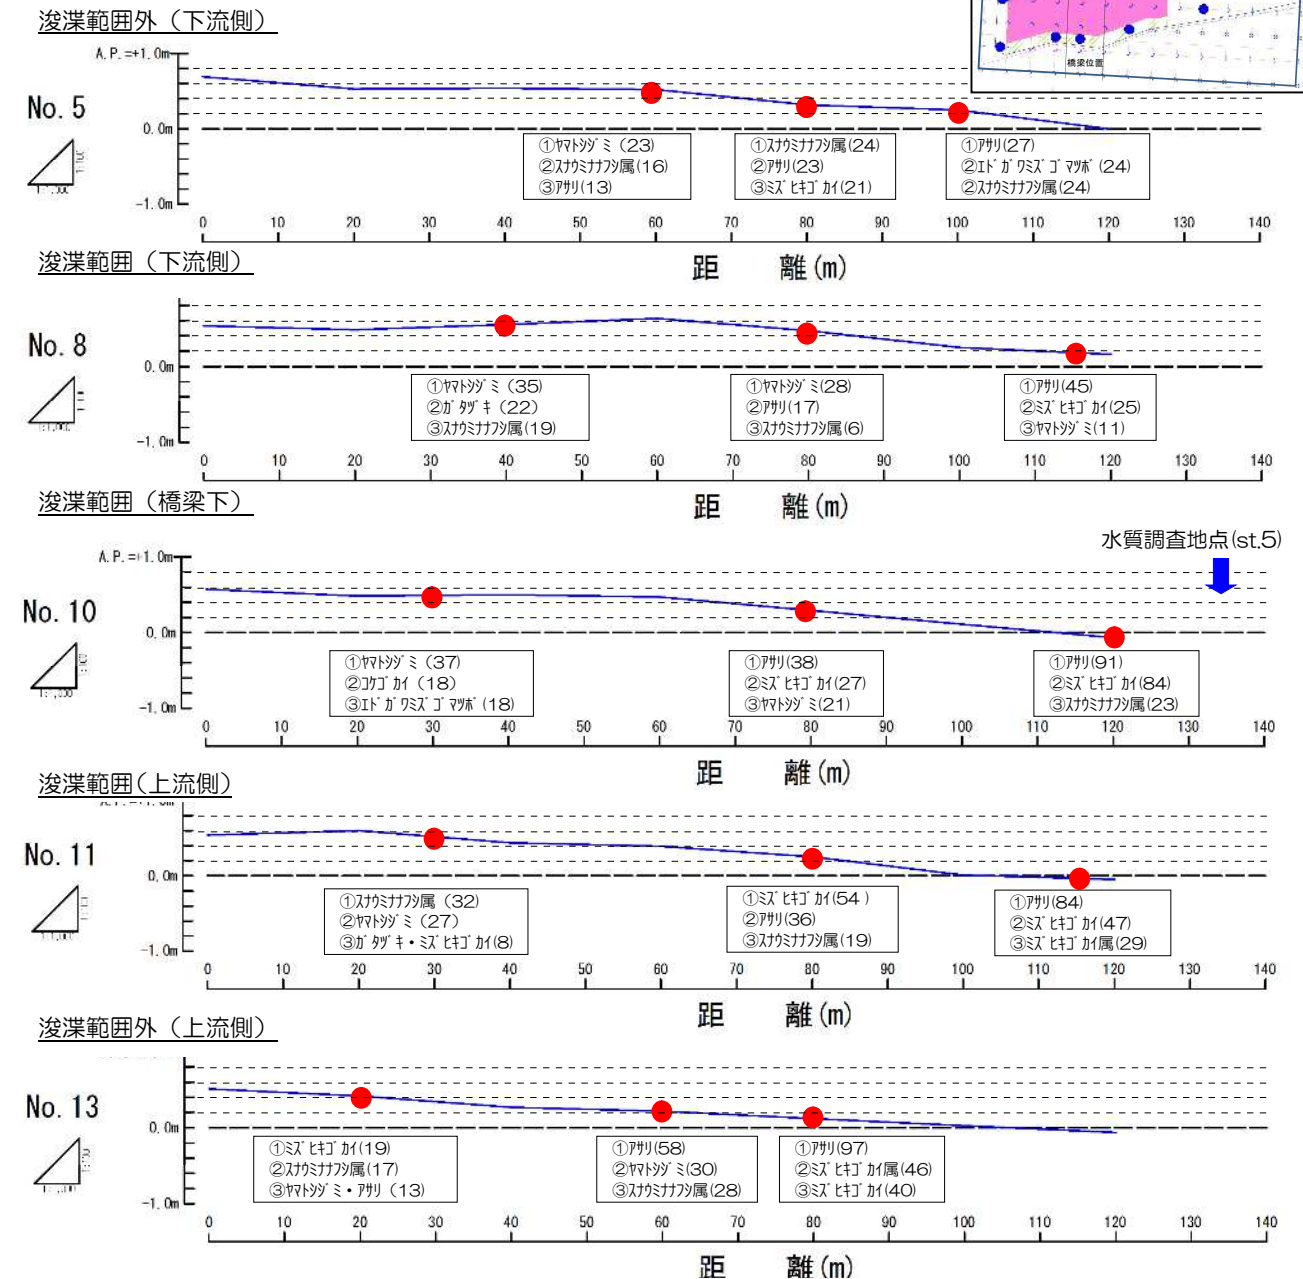 浚渫範囲外（下流側）
橋梁位置
A.P.=+1.0m
No. 5
0.0m
-1.0m
①ﾔﾏﾄｼｼﾞﾐ（23）
②ｽﾅｳﾐﾅﾅﾌｼ属(16)
③ｱｻﾘ(13)
①ｽﾅｳﾐﾅﾅﾌｼ属(24)
②ｱｻﾘ(23)
③ﾐｽﾞﾋｷｺﾞｶｲ(21)
①ｱｻﾘ(27)
②ｴﾄﾞｶﾞﾜﾐｽﾞｺﾞﾏﾂﾎﾞ(24)
②ｽﾅｳﾐﾅﾅﾌｼ属(24)
0 10 20 30 40 50 60 70 80 90 100 110 120 130 140
距 離(m)
浚渫範囲（下流側）
No. 8
0.0m
-1.0m
①ﾔﾏﾄｼｼﾞﾐ（35）
②ｶﾞﾀﾂﾞｷ（22）
③ｽﾅｳﾐﾅﾅﾌｼ属(19)
①ﾔﾏﾄｼｼﾞﾐ(28)
②ｱｻﾘ(17)
③ｽﾅｳﾐﾅﾅﾌｼ属(6)
①ｱｻﾘ(45)
②ﾐｽﾞﾋｷｺﾞｶｲ(25)
③ﾔﾏﾄｼｼﾞﾐ(11)
0 10 20 30 40 50 60 70 80 90 100 110 120 130 140
距 離(m)
浚渫範囲（橋梁下）
水質調査地点(st.5)
A.P.=+1.0m
No. 10
0.0m
-1.0m
1:1,000
①ﾔﾏﾄｼｼﾞﾐ（37）
②ｺｹｺﾞｶｲ（18）
③ｴﾄﾞｶﾞﾜﾐｽﾞｺﾞﾏﾂﾎﾞ(18)
①ｱｻﾘ(38)
②ﾐｽﾞﾋｷｺﾞｶｲ(27)
③ﾔﾏﾄｼｼﾞﾐ(21)
①ｱｻﾘ(91)
②ﾐｽﾞﾋｷｺﾞｶｲ(84)
③ｽﾅｳﾐﾅﾅﾌｼ属(23)
0 10 20 30 40 50 60 70 80 90 100 110 120 130 140
距 離(m)
浚渫範囲(上流側）
No. 11
0.0m
-1.0m
①ｽﾅｳﾐﾅﾅﾌｼ属（32）
②ﾔﾏﾄｼｼﾞﾐ（27）
③ｶﾞﾀﾂﾞｷ・ﾐｽﾞﾋｷｺﾞｶｲ(8)
①ﾐｽﾞﾋｷｺﾞｶｲ(54 )
②ｱｻﾘ(36)
③ｽﾅｳﾐﾅﾅﾌｼ属(19)
①ｱｻﾘ(84)
②ﾐｽﾞﾋｷｺﾞｶｲ(47)
③ﾐｽﾞﾋｷｺﾞｶｲ属(29)
0 10 20 30 40 50 60 70 80 90 100 110 120 130 140
距 離(m)
浚渫範囲外（上流側）
No. 13
0.0m
-1.0m
①ﾐｽﾞﾋｷｺﾞｶｲ(19)
②ｽﾅｳﾐﾅﾅﾌｼ属(17)
③ﾔﾏﾄｼｼﾞﾐ・ｱｻﾘ（13）
①ｱｻﾘ(58)
②ﾔﾏﾄｼｼﾞﾐ(30)
③ｽﾅｳﾐﾅﾅﾌｼ属(28)
①ｱｻﾘ(97)
②ﾐｽﾞﾋｷｺﾞｶｲ属(46)
③ﾐｽﾞﾋｷｺﾞｶｲ(40)
0 10 20 30 40 50 60 70 80 90 100 110 120 130 140
距 離(m)